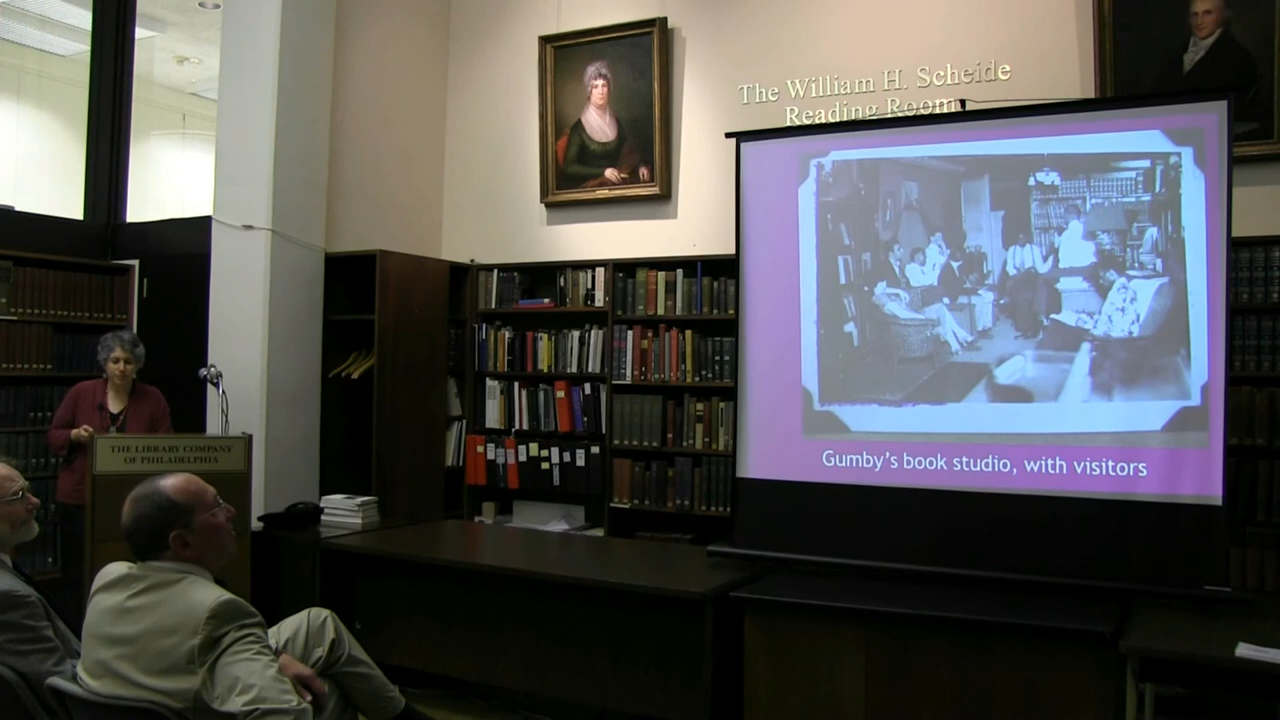 The William H. Scheide
Reading Room
THE LIBRARY COMPANY
OF PHILADELPHIA
Gumby's book studio, with visitors